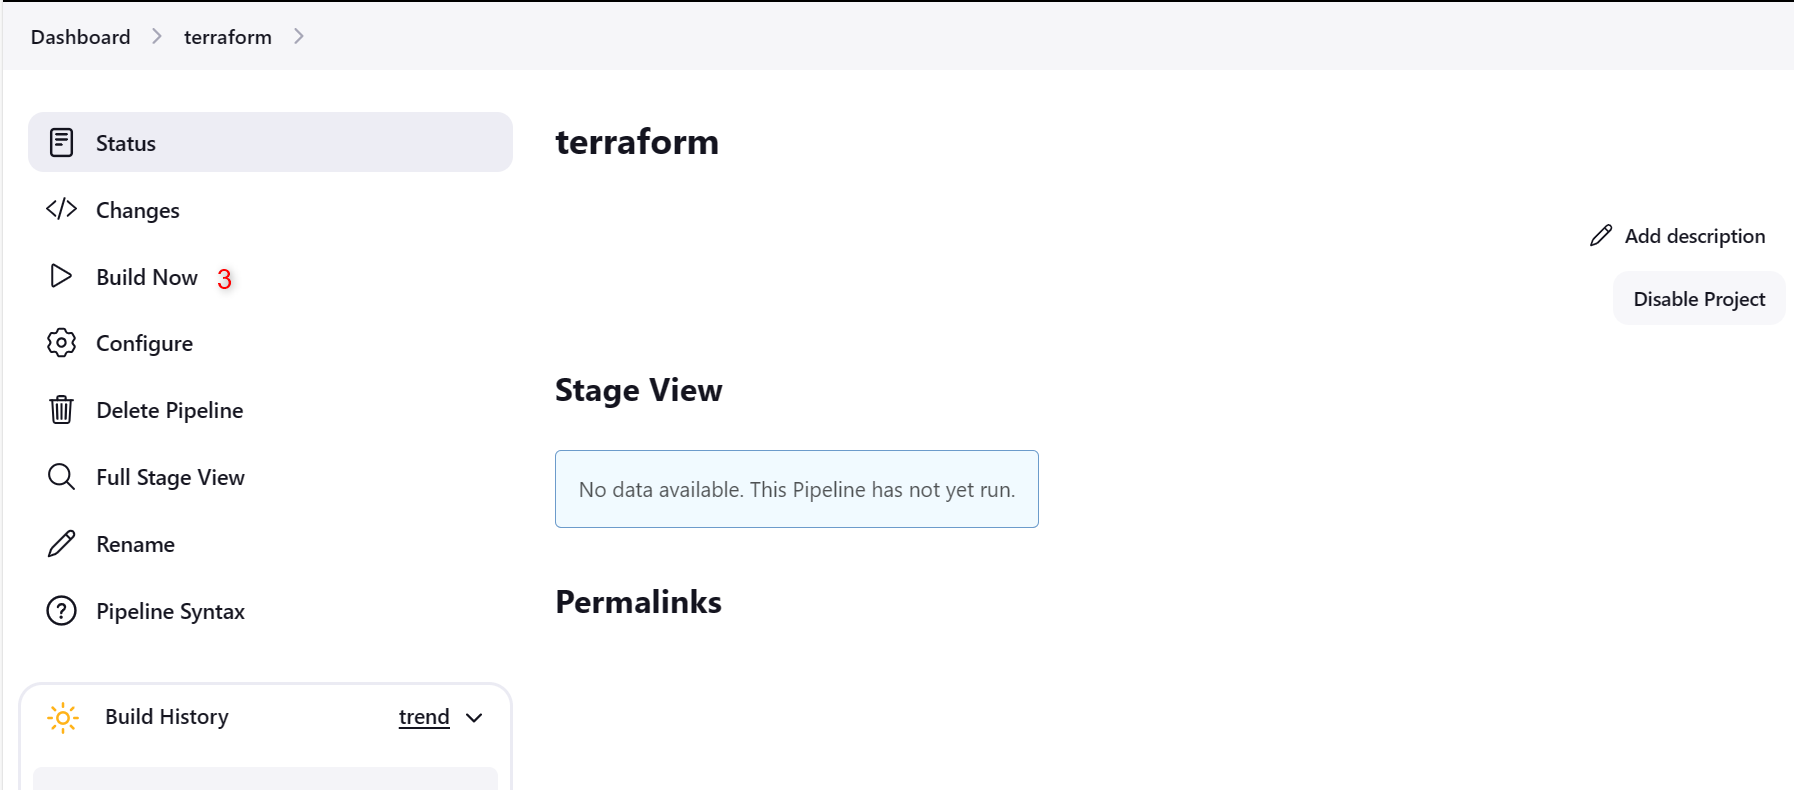 Dashboard terraform
Status
Changes
Build Now 3
Configure
Delete Pipeline
Full Stage View
Rename
Pipeline Syntax
Build History trend
terraform
Add description
Disable Project
Stage View
No data available. This Pipeline has not yet run.
Permalinks